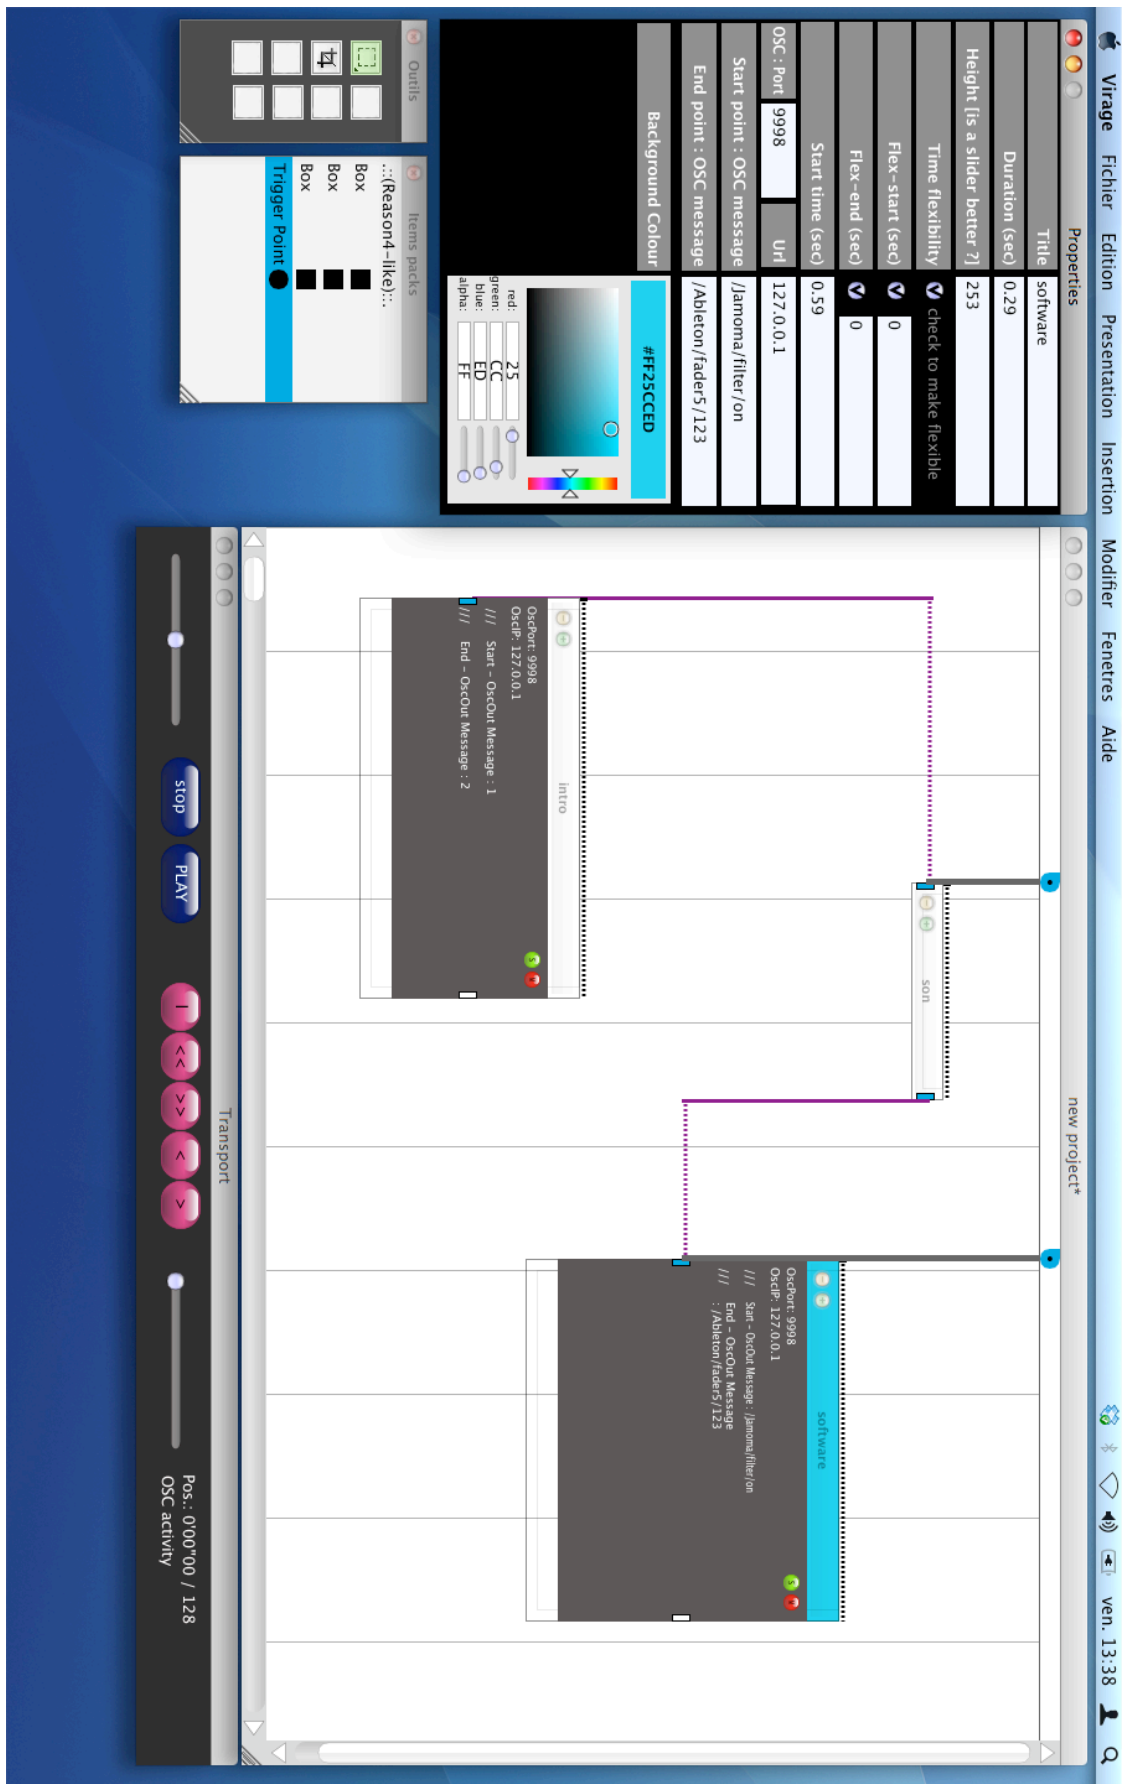 Virage Fichier Edition Presentation Insertion Modifier Fenetres Aide ven. 13:38
Properties
Title software
Duration (sec) 0.29
Height [is a slider better ?] 253
Time flexibility check to make flexible
Flex-start (sec) 0
Flex-end (sec) 0
Start time (sec) 0.59
OSC : Port 9998 Url 127.0.0.1
Start point : OSC message /Jamoma/filter/on
End point : OSC message /Ableton/fader5/123
Background Colour #FF25CCED
red: 25
green: CC
blue: ED
alpha: FF
Outils
Items packs
..::(Reason4-like)::.
Box
Box
Box
Trigger Point
new project*
son
software
OscPort: 9998
OscIP: 127.0.0.1
/// Start - OscOut Message : /Jamoma/filter/on
/// End - OscOut Message
: /Ableton/fader5/123
intro
OscPort: 9998
OscIP: 127.0.0.1
/// Start - OscOut Message : 1
/// End - OscOut Message : 2
Transport
stop PLAY | << >> < >
Pos.: 0'00"00 / 128
OSC activity